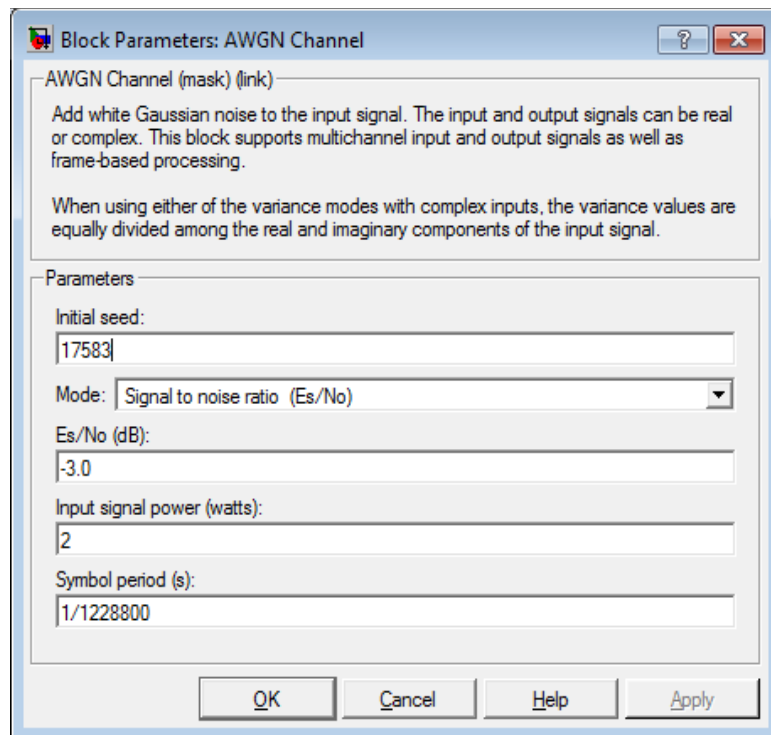 Block Parameters: AWGN Channel
AWGN Channel (mask) (link)
Add white Gaussian noise to the input signal. The input and output signals can be real
or complex. This block supports multichannel input and output signals as well as
frame-based processing.
When using either of the variance modes with complex inputs, the variance values are
equally divided among the real and imaginary components of the input signal.
Parameters
Initial seed:
17583
Mode: Signal to noise ratio (Es/No)
Es/No (dB):
-3.0
Input signal power (watts):
2
Symbol period (s):
1/1228800
OK Cancel Help Apply